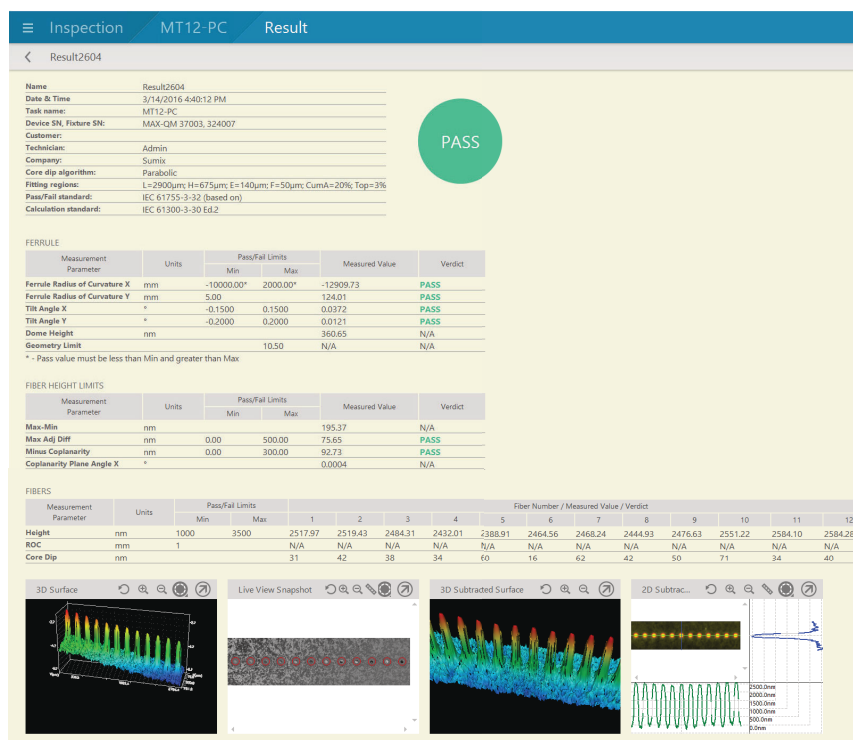 Inspection MT12-PC Result
Result2604
Name Result2604
Date & Time 3/14/2016 4:40:12 PM
Task name: MT12-PC
Device SN, Fixture SN: MAX-QM 37003, 324007
Customer:
Technician: Admin
Company: Sumix
Core dip algorithm: Parabolic
Fitting regions: L=2900µm; H=675µm; E=140µm; F=50µm; CumA=20%; Top=3%
Pass/Fail standard: IEC 61755-3-32 (based on)
Calculation standard: IEC 61300-3-30 Ed.2
PASS
FERRULE
Measurement Parameter Units Pass/Fail Limits Measured Value Verdict
Min Max
Ferrule Radius of Curvature X mm -10000.00* 2000.00* -12909.73 PASS
Ferrule Radius of Curvature Y mm 5.00 124.01 PASS
Tilt Angle X ° -0.1500 0.1500 0.0372 PASS
Tilt Angle Y ° -0.2000 0.2000 0.0121 PASS
Dome Height nm 360.65 N/A
Geometry Limit 10.50 N/A N/A
* - Pass value must be less than Min and greater than Max
FIBER HEIGHT LIMITS
Measurement Parameter Units Pass/Fail Limits Measured Value Verdict
Min Max
Max-Min nm 195.37 N/A
Max Adj Diff nm 0.00 500.00 75.65 PASS
Minus Coplanarity nm 0.00 300.00 92.73 PASS
Coplanarity Plane Angle X ° 0.0004 N/A
FIBERS
Measurement Parameter Units Pass/Fail Limits Fiber Number / Measured Value / Verdict
Min Max 1 2 3 4 5 6 7 8 9 10 11 12
Height nm 1000 3500 2517.97 2519.43 2484.31 2432.01 2388.91 2464.56 2468.24 2444.93 2476.63 2551.22 2584.10 2584.28
ROC mm 1 N/A N/A N/A N/A N/A N/A N/A N/A N/A N/A N/A N/A
Core Dip nm 31 42 38 34 60 16 62 42 50 71 34 40
3D Surface Live View Snapshot 3D Subtracted Surface 2D Subtrac...
2500.0nm
2000.0nm
1500.0nm
1000.0nm
500.0nm
0.0nm